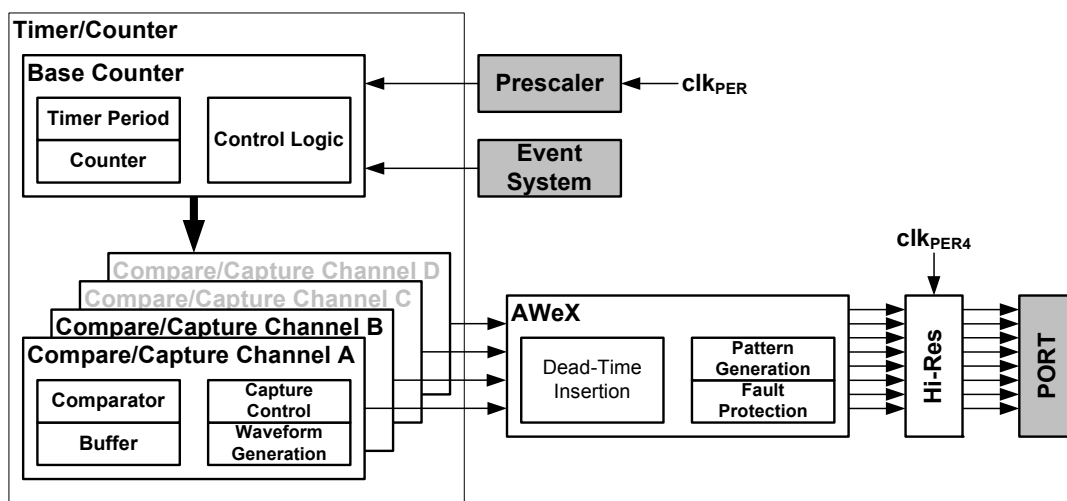 Timer/Counter
Base Counter
Timer Period
Counter
Control Logic
Prescaler
clkPER
Event
System
Compare/Capture Channel D
Compare/Capture Channel C
Compare/Capture Channel B
Compare/Capture Channel A
Comparator
Buffer
Capture
Control
Waveform
Generation
AWeX
Dead-Time
Insertion
Pattern
Generation
Fault
Protection
clkPER4
Hi-Res
PORT